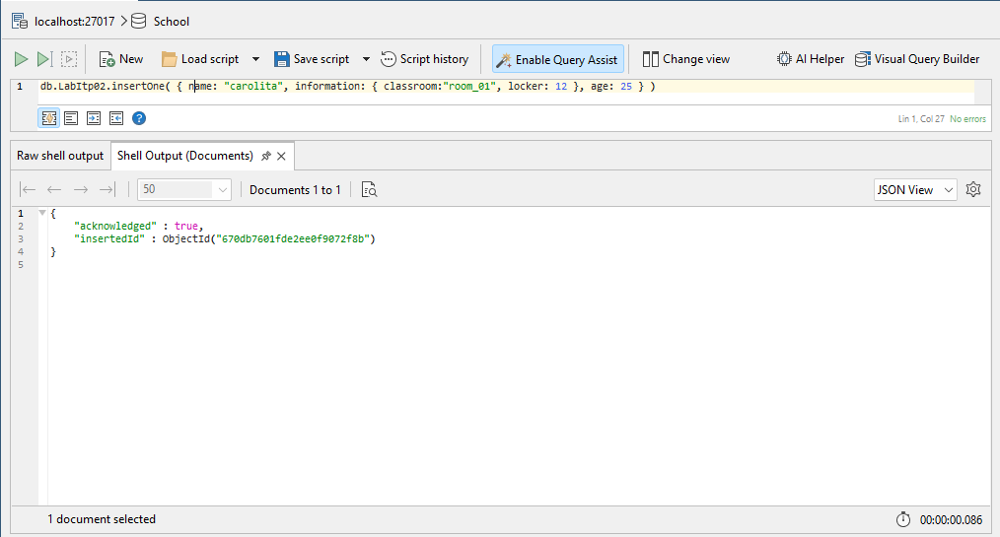 localhost:27017 School
New Load script Save script Script history Enable Query Assist Change view AI Helper Visual Query Builder
1 db.LabItp02.insertOne( { name: "carolita", information: { classroom:"room_01", locker: 12 }, age: 25 } )
? Lin 1, Col 27 No errors
Raw shell output Shell Output (Documents)
50 Documents 1 to 1 JSON View
1 {
2 "acknowledged" : true,
3 "insertedId" : ObjectId("670db7601fde2ee0f9072f8b")
4 }
5
1 document selected 00:00:00.086